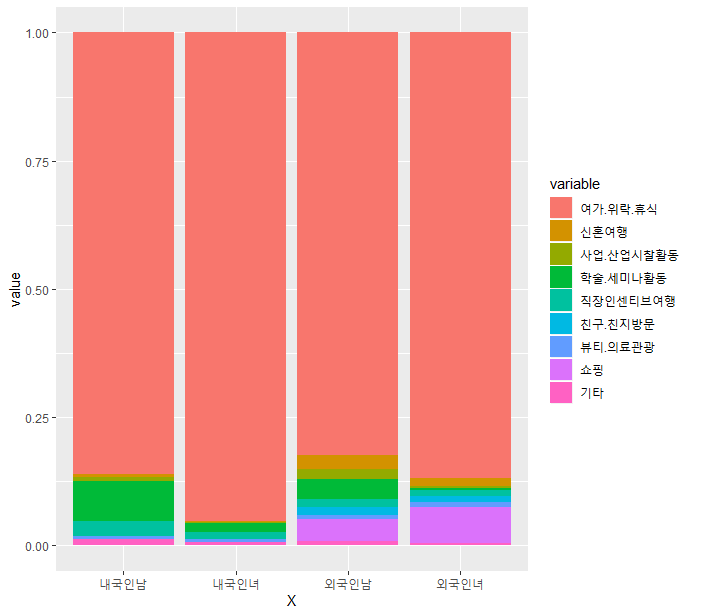 1.00
0.75
0.50
0.25
0.00
value
내국인남
내국인녀
외국인남
외국인녀
X
variable
여가.위락.휴식
신혼여행
사업.산업시찰활동
학술.세미나활동
직장인센티브여행
친구.친지방문
뷰티.의료관광
쇼핑
기타